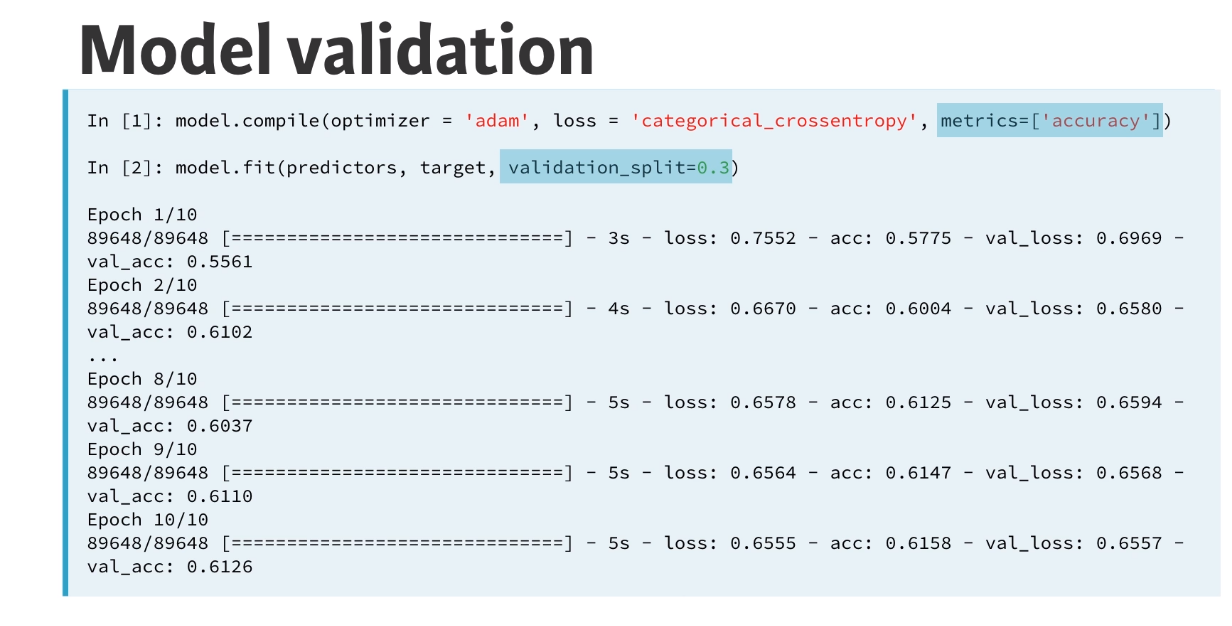 Model validation
In [1]: model.compile(optimizer = 'adam', loss = 'categorical_crossentropy', metrics=['accuracy'])
In [2]: model.fit(predictors, target, validation_split=0.3)
Epoch 1/10
89648/89648 [==============================] - 3s - loss: 0.7552 - acc: 0.5775 - val_loss: 0.6969 -
val_acc: 0.5561
Epoch 2/10
89648/89648 [==============================] - 4s - loss: 0.6670 - acc: 0.6004 - val_loss: 0.6580 -
val_acc: 0.6102
...
Epoch 8/10
89648/89648 [==============================] - 5s - loss: 0.6578 - acc: 0.6125 - val_loss: 0.6594 -
val_acc: 0.6037
Epoch 9/10
89648/89648 [==============================] - 5s - loss: 0.6564 - acc: 0.6147 - val_loss: 0.6568 -
val_acc: 0.6110
Epoch 10/10
89648/89648 [==============================] - 5s - loss: 0.6555 - acc: 0.6158 - val_loss: 0.6557 -
val_acc: 0.6126